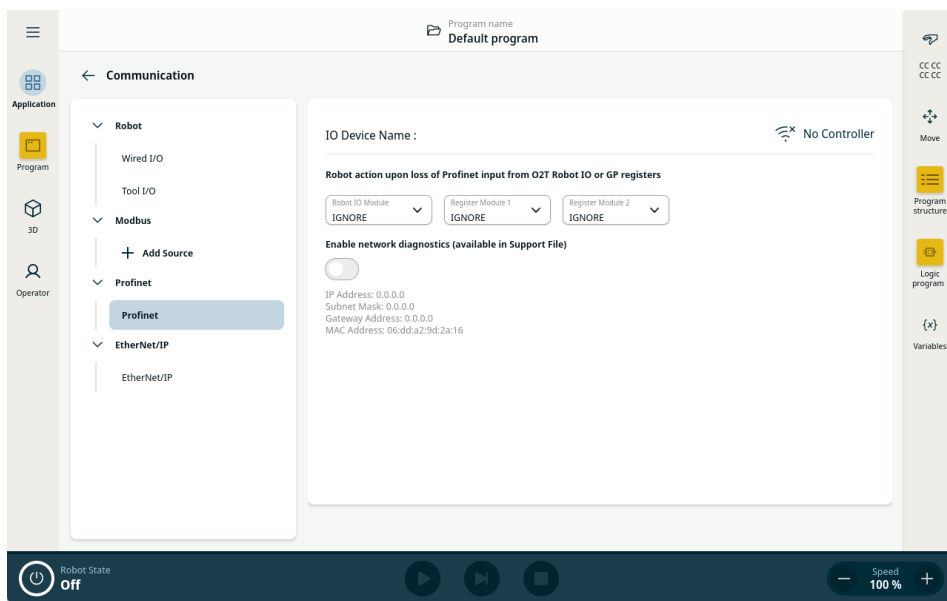 Program name
Default program
Communication
Application
Program
3D
Operator
Robot
Wired I/O
Tool I/O
Modbus
Add Source
Profinet
Profinet
EtherNet/IP
EtherNet/IP
IO Device Name :
No Controller
Robot action upon loss of Profinet input from O2T Robot IO or GP registers
Robot IO Module
IGNORE
Register Module 1
IGNORE
Register Module 2
IGNORE
Enable network diagnostics (available in Support File)
IP Address: 0.0.0.0
Subnet Mask: 0.0.0.0
Gateway Address: 0.0.0.0
MAC Address: 06:dd:a2:9d:2a:16
CC CC
CC CC
Move
Program
structure
Logic
program
{x}
Variables
Robot State
Off
Speed
100 %